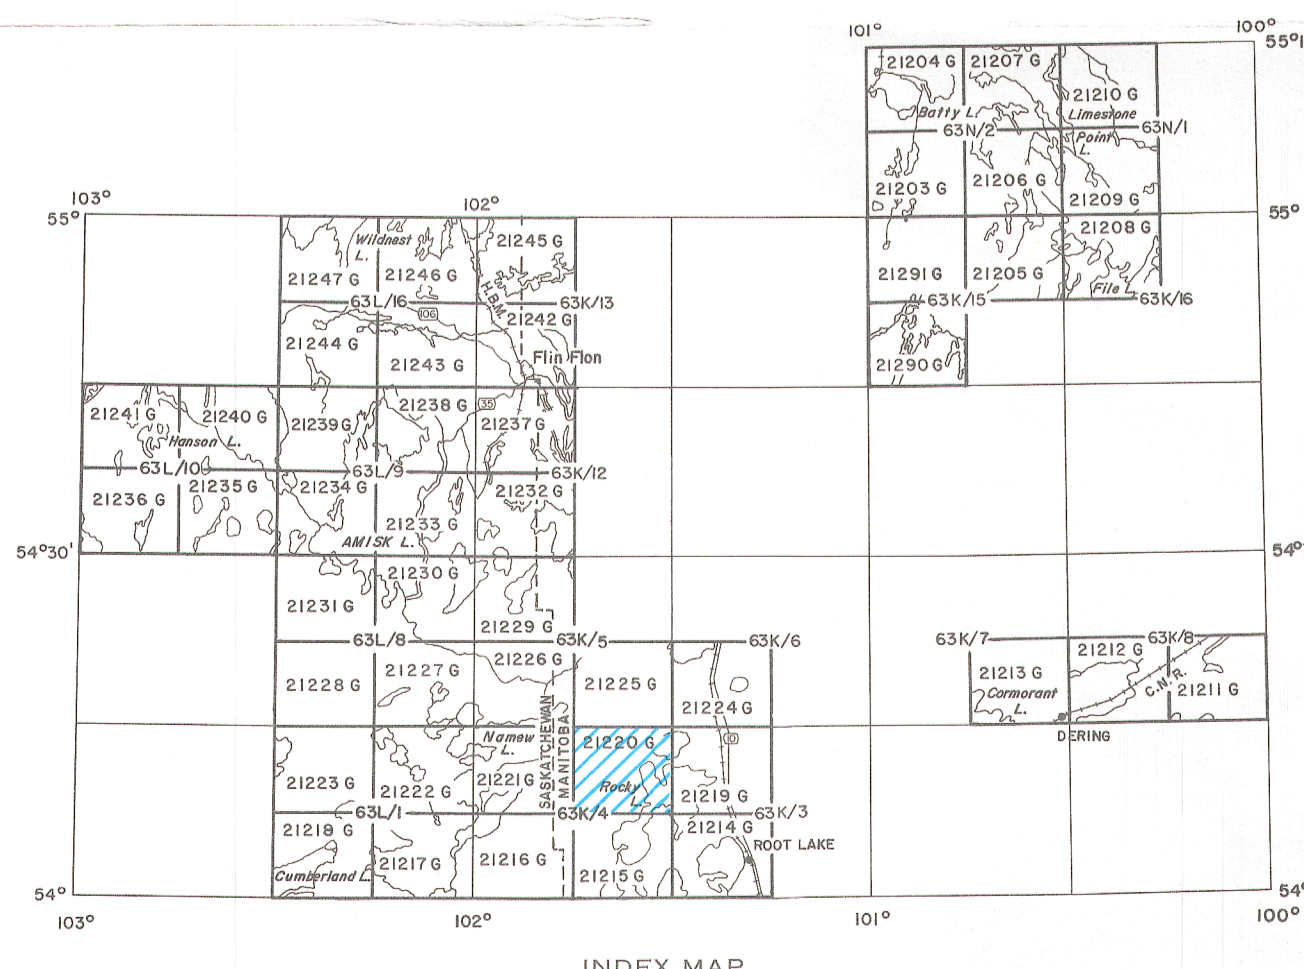 101°
100°
55°1
21204 G
21207 G
21210 G
Batty L.
Limestone
63N/2
63N/1
Point
L.
21203 G
21206 G
21209 G
103°
102°
55°
55°
21208 G
Wildnest
L.
21245 G
21247 G
21246 G
21291 G
21205 G
File L.
H.B.M.
63L/16
63K/13
63K/15
63K/16
106
21242 G
21244 G
21243 G
Flin Flon
21290 G
21241 G
21240 G
21239 G
21238 G
35
21237 G
Hanson L.
63L/10
63L/9
63K/12
21236 G
21235 G
21234 G
21232 G
21233 G
AMISK L.
54°30'
54°
21230 G
21231 G
21229 G
63L/8
63K/5
63K/6
63K/7
63K/8
21228 G
21227 G
21226 G
21225 G
21224 G
21213 G
21212 G
21211 G
Cormorant
L.
C.N.R.
DERING
SASKATCHEWAN
MANITOBA
Namew
L.
21220 G
10
21223 G
21222 G
21221 G
Rocky
L.
21219 G
63L/1
63K/4
63K/3
21218 G
21217 G
21216 G
21215 G
21214 G
ROOT LAKE
Cumberland L.
54°
54°
103°
102°
101°
100°
INDEX MAP